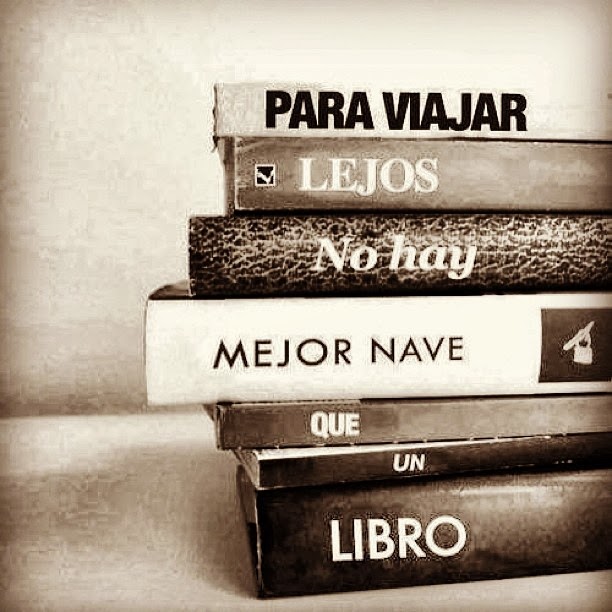 PARA VIAJAR
LEJOS
No hay
MEJOR NAVE
QUE
UN
LIBRO